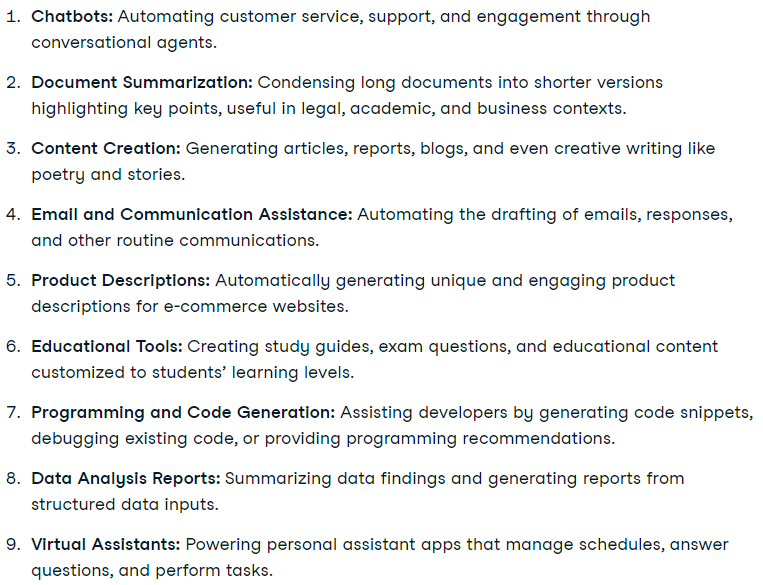 1. Chatbots: Automating customer service, support, and engagement through
conversational agents.
2. Document Summarization: Condensing long documents into shorter versions
highlighting key points, useful in legal, academic, and business contexts.
3. Content Creation: Generating articles, reports, blogs, and even creative writing like
poetry and stories.
4. Email and Communication Assistance: Automating the drafting of emails, responses,
and other routine communications.
5. Product Descriptions: Automatically generating unique and engaging product
descriptions for e-commerce websites.
6. Educational Tools: Creating study guides, exam questions, and educational content
customized to students’ learning levels.
7. Programming and Code Generation: Assisting developers by generating code snippets,
debugging existing code, or providing programming recommendations.
8. Data Analysis Reports: Summarizing data findings and generating reports from
structured data inputs.
9. Virtual Assistants: Powering personal assistant apps that manage schedules, answer
questions, and perform tasks.